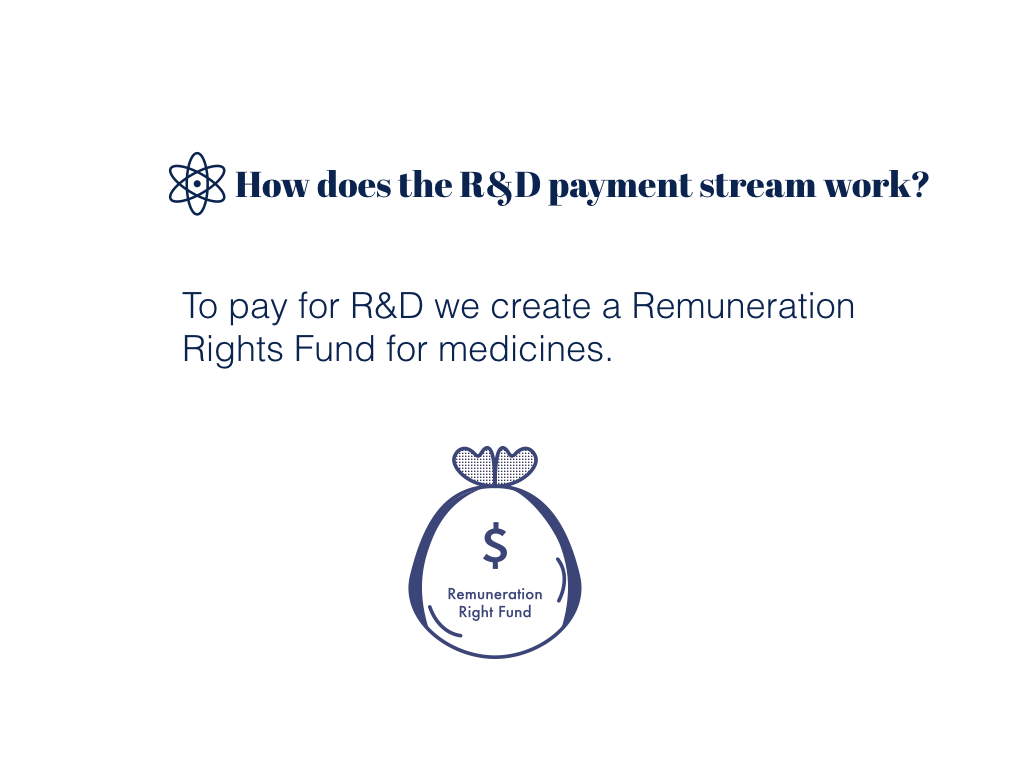 How does the R&D payment stream work?
To pay for R&D we create a Remuneration
Rights Fund for medicines.
$
Remuneration
Right Fund